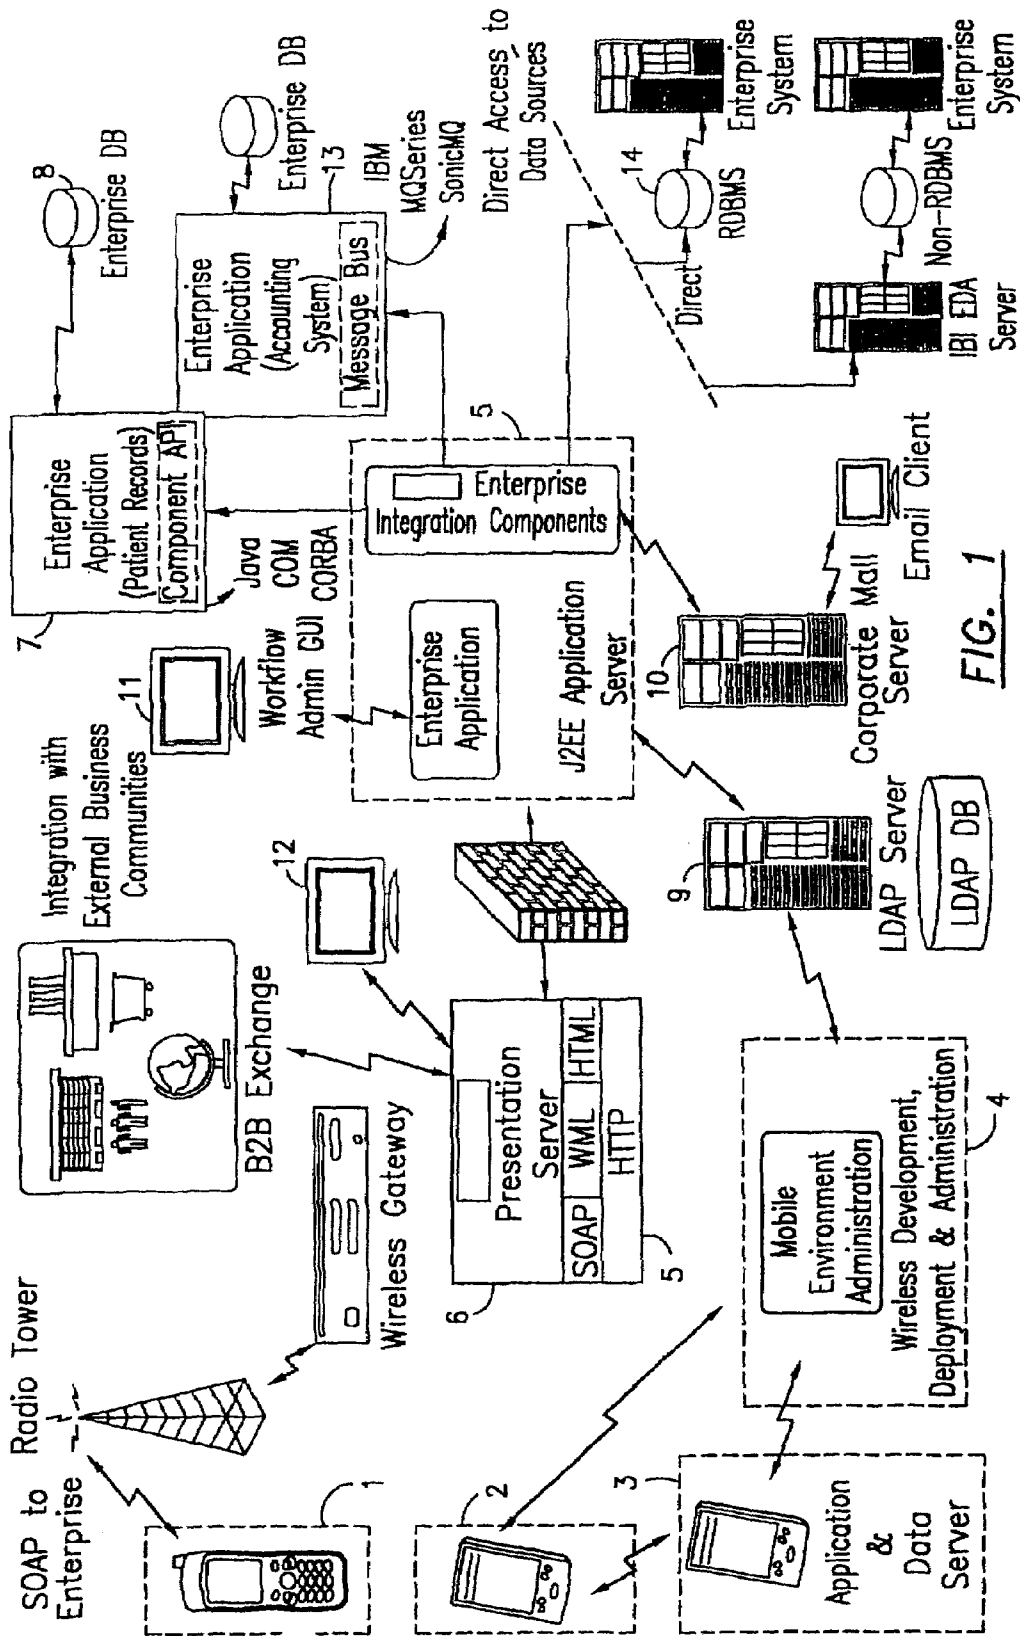 SOAP to
Enterprise
Radio Tower
1
Wireless Gateway
B2B Exchange
Integration with
External Business
Communities
11
Workflow
Admin GUI
12
7
Enterprise
Application
(Patient Records)
Component API
Java
COM
CORBA
8
Enterprise DB
Enterprise
Application
(Accounting
System)
Message Bus
Enterprise DB
13
IBM
MQSeries
SonicMQ
2
3
Application
&
Data
Server
6
Presentation
Server
SOAP
WML
HTML
HTTP
5
Enterprise
Application
J2EE Application
Server
5
Enterprise
Integration Components
Direct Access to
Data Sources
Direct
14
RDBMS
Enterprise
System
IBI EDA
Server
Non-RDBMS
Enterprise
System
Mobile
Environment
Administration
Wireless Development,
Deployment & Administration
4
9
LDAP Server
LDAP DB
10
Corporate Mall
Server
Email Client
FIG. 1